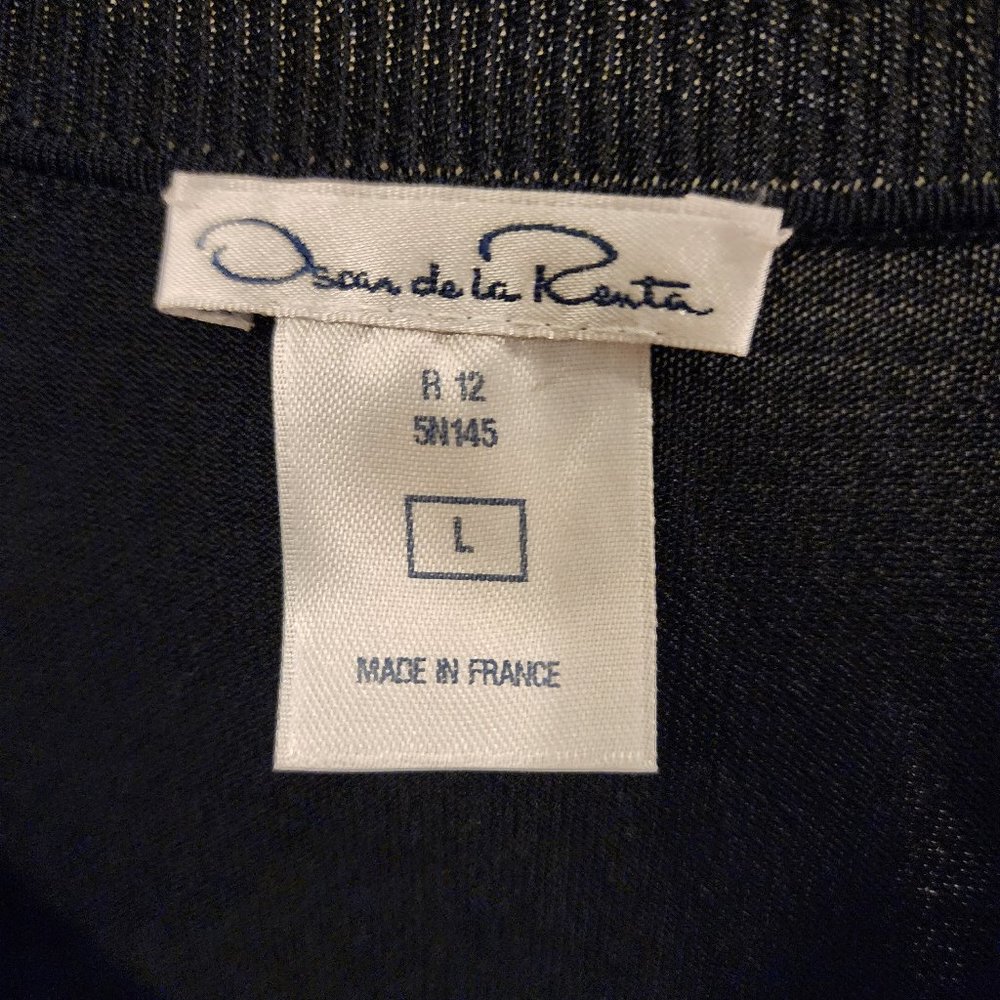 Oscar de la Renta
R 12
5N145
L
MADE IN FRANCE